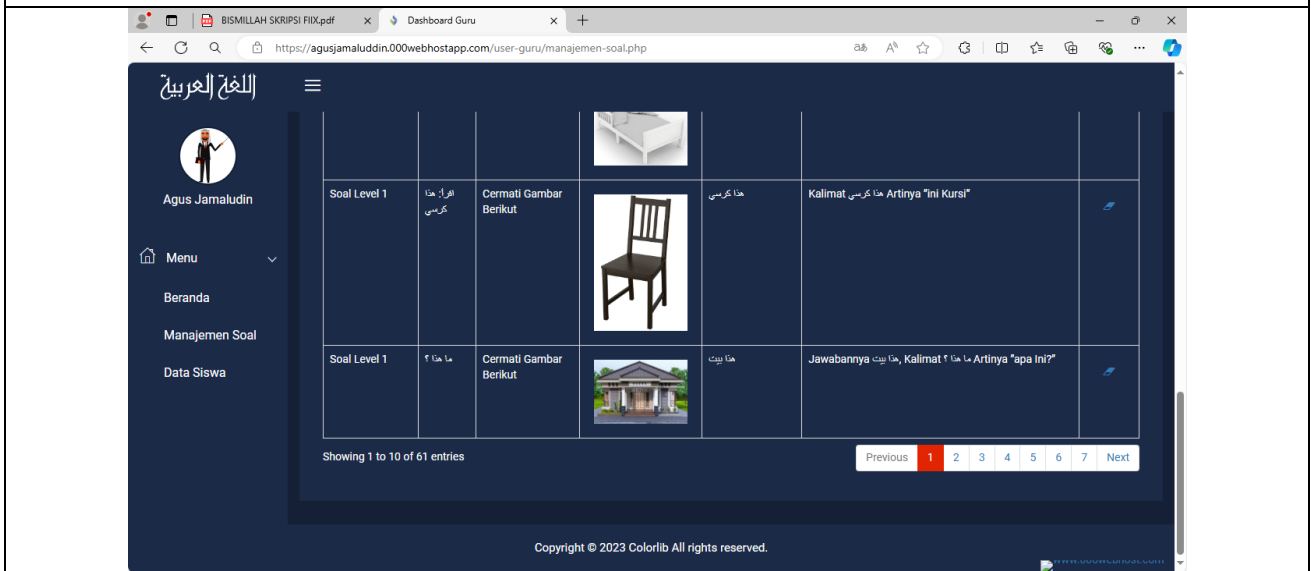 BISMILLAH SKRIPSI FIIX.pdf
Dashboard Guru
https://agusjamaluddin.000webhostapp.com/user-guru/manajemen-soal.php
اللغة العربية
Agus Jamaludin
Menu
Beranda
Manajemen Soal
Data Siswa
Soal Level 1
اقرأ: هذا
كرسي
Cermati Gambar
Berikut
هذا كرسي
Kalimat هذا كرسي Artinya "ini Kursi"
Soal Level 1
ما هذا ؟
Cermati Gambar
Berikut
هذا بيت
Jawabannya هذا بيت, Kalimat ما هذا ؟ Artinya "apa Ini?"
Showing 1 to 10 of 61 entries
Previous 1 2 3 4 5 6 7 Next
Copyright © 2023 Colorlib All rights reserved.
www.000webhost.com